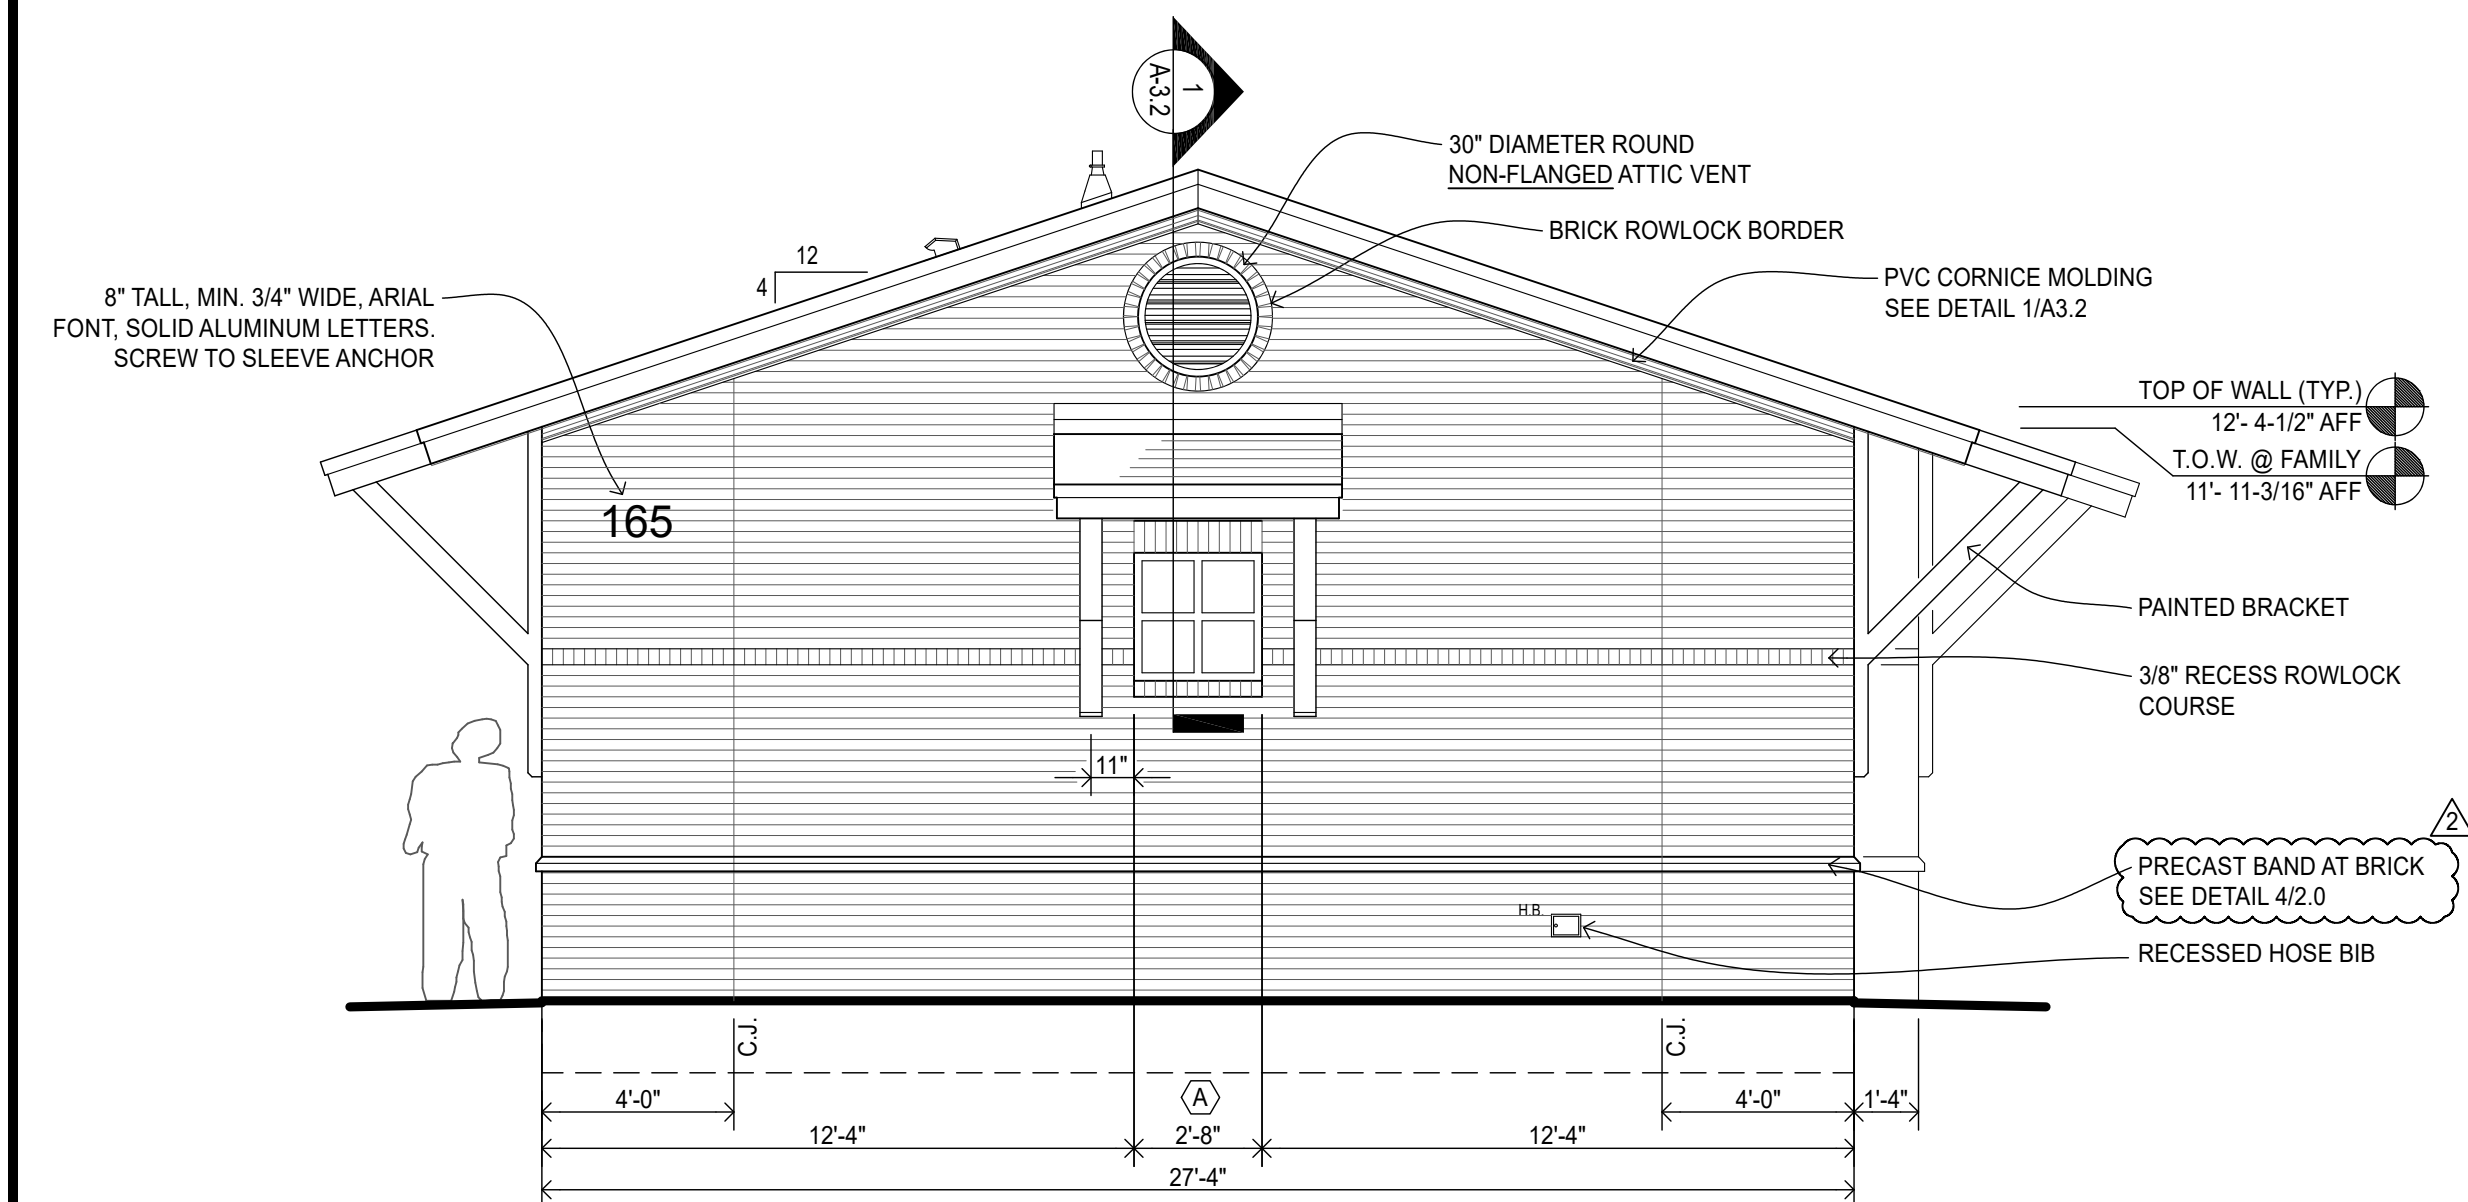 1
A-3.2
30" DIAMETER ROUND
NON-FLANGED ATTIC VENT
BRICK ROWLOCK BORDER
12
4
PVC CORNICE MOLDING
SEE DETAIL 1/A3.2
8" TALL, MIN. 3/4" WIDE, ARIAL
FONT, SOLID ALUMINUM LETTERS.
SCREW TO SLEEVE ANCHOR
TOP OF WALL (TYP.)
12'- 4-1/2" AFF
T.O.W. @ FAMILY
11'- 11-3/16" AFF
165
PAINTED BRACKET
3/8" RECESS ROWLOCK
COURSE
11"
2
PRECAST BAND AT BRICK
SEE DETAIL 4/2.0
H.B.
RECESSED HOSE BIB
C.J.
C.J.
4'-0"
A
4'-0"
1'-4"
12'-4"
2'-8"
12'-4"
27'-4"